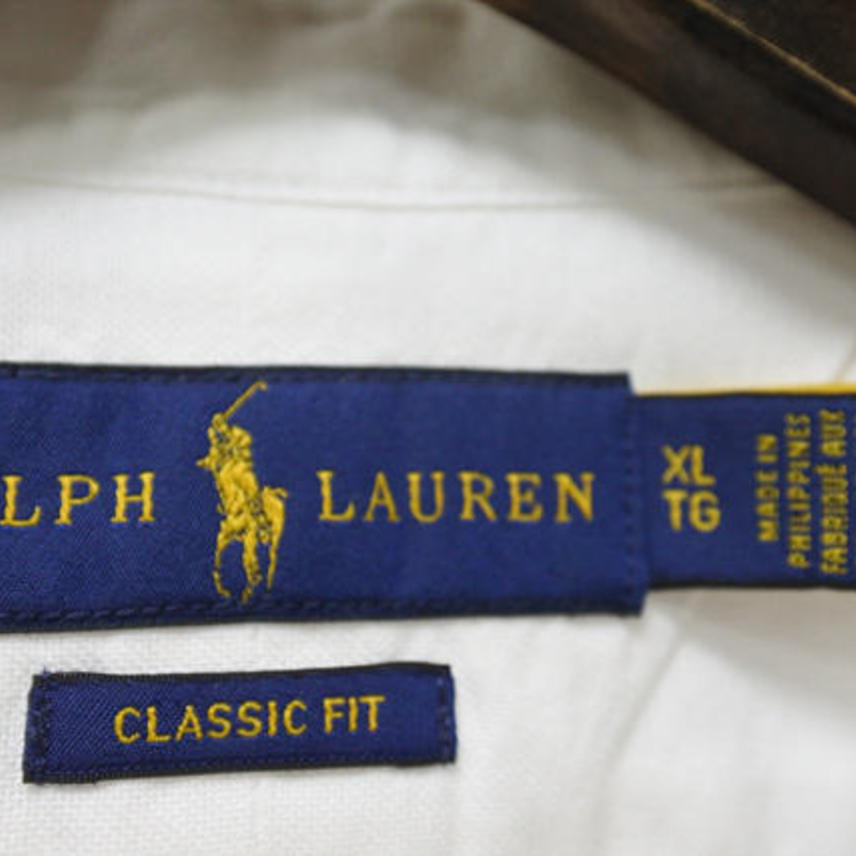 LPH LAUREN
XL
TG
MADE IN
PHILIPPINES
FABRIQUÉ AUX
CLASSIC FIT